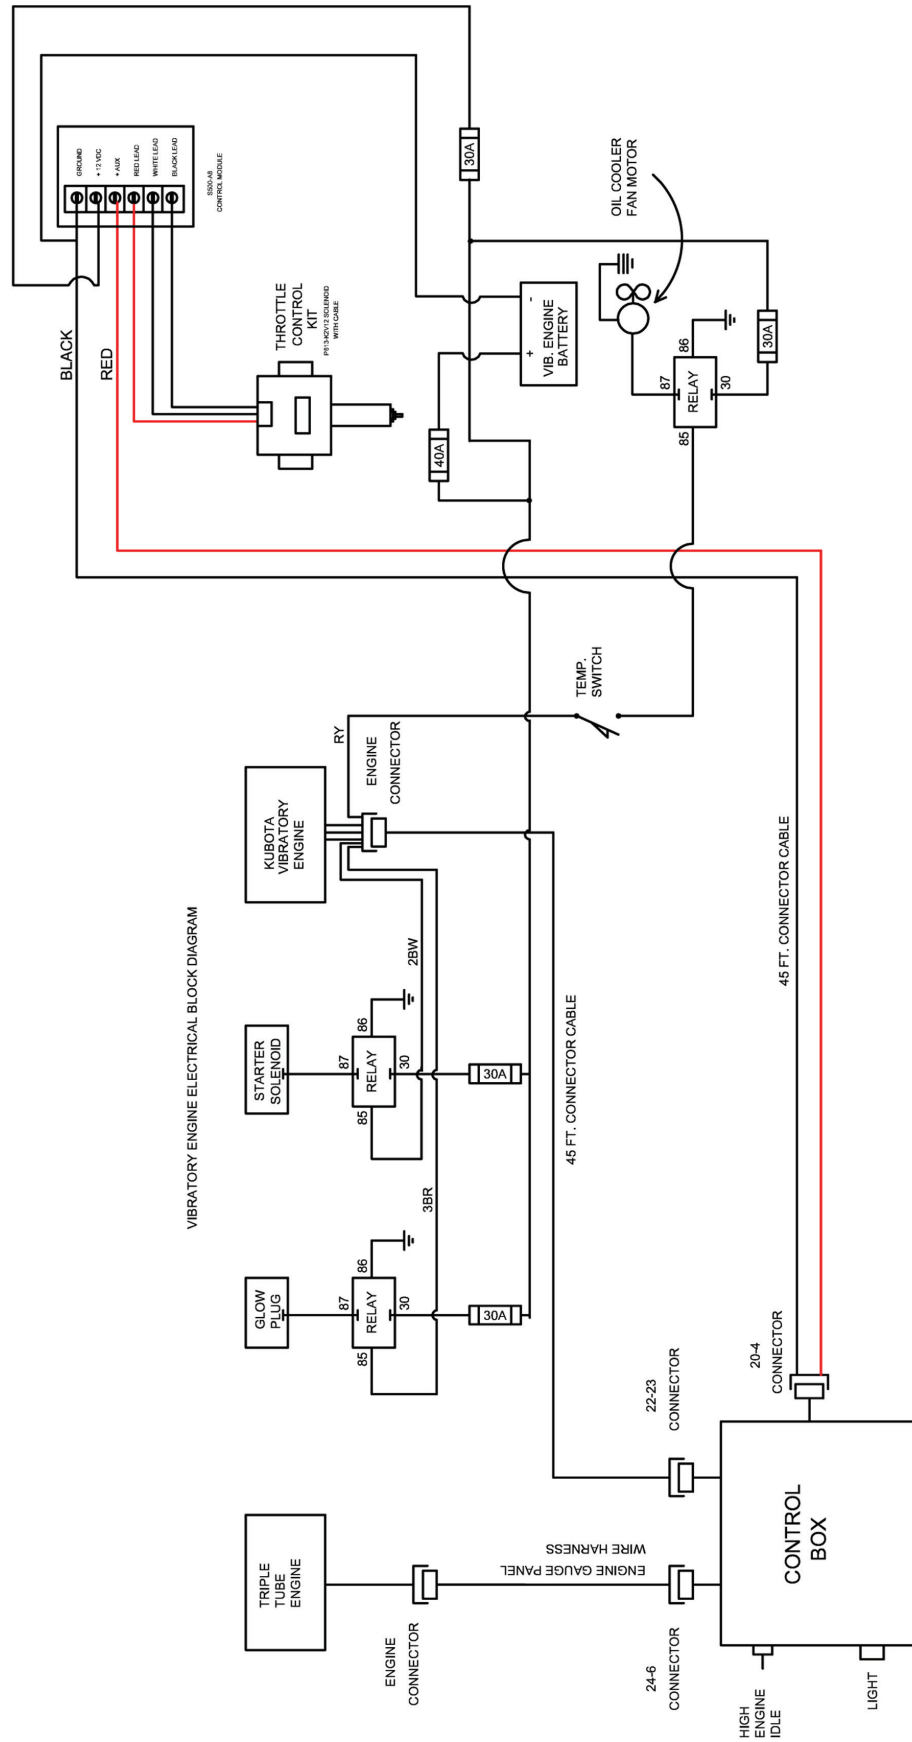 VIBRATORY ENGINE ELECTRICAL BLOCK DIAGRAM
GROUND
+ 12 VDC
+ AUX
RED LEAD
WHITE LEAD
BLACK LEAD
S500-A8
CONTROL MODULE
BLACK
RED
THROTTLE
CONTROL
KIT
P613-K2V12 SOLENOID
WITH CABLE
30A
40A
VIB. ENGINE
BATTERY
+
-
OIL COOLER
FAN MOTOR
87
86
RELAY
85
30
30A
TEMP.
SWITCH
RY
ENGINE
CONNECTOR
KUBOTA
VIBRATORY
ENGINE
2BW
STARTER
SOLENOID
87
86
RELAY
85
30
30A
3BR
GLOW
PLUG
87
86
RELAY
85
30
30A
45 FT. CONNECTOR CABLE
45 FT. CONNECTOR CABLE
TRIPLE
TUBE
ENGINE
ENGINE
CONNECTOR
ENGINE GAUGE PANEL
WIRE HARNESS
24-6
CONNECTOR
22-23
CONNECTOR
20-4
CONNECTOR
CONTROL
BOX
HIGH
ENGINE
IDLE
LIGHT